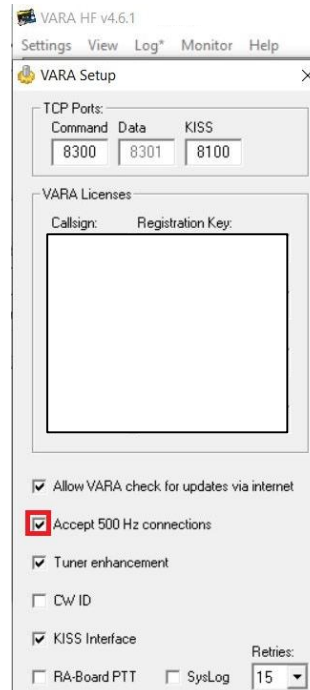 VARA HF v4.6.1
Settings View Log* Monitor Help
VARA Setup
TCP Ports:
Command Data KISS
8300 8301 8100
VARA Licenses
Callsign: Registration Key:
Allow VARA check for updates via internet
Accept 500 Hz connections
Tuner enhancement
CW ID
KISS Interface
Retries:
RA-Board PTT SysLog 15